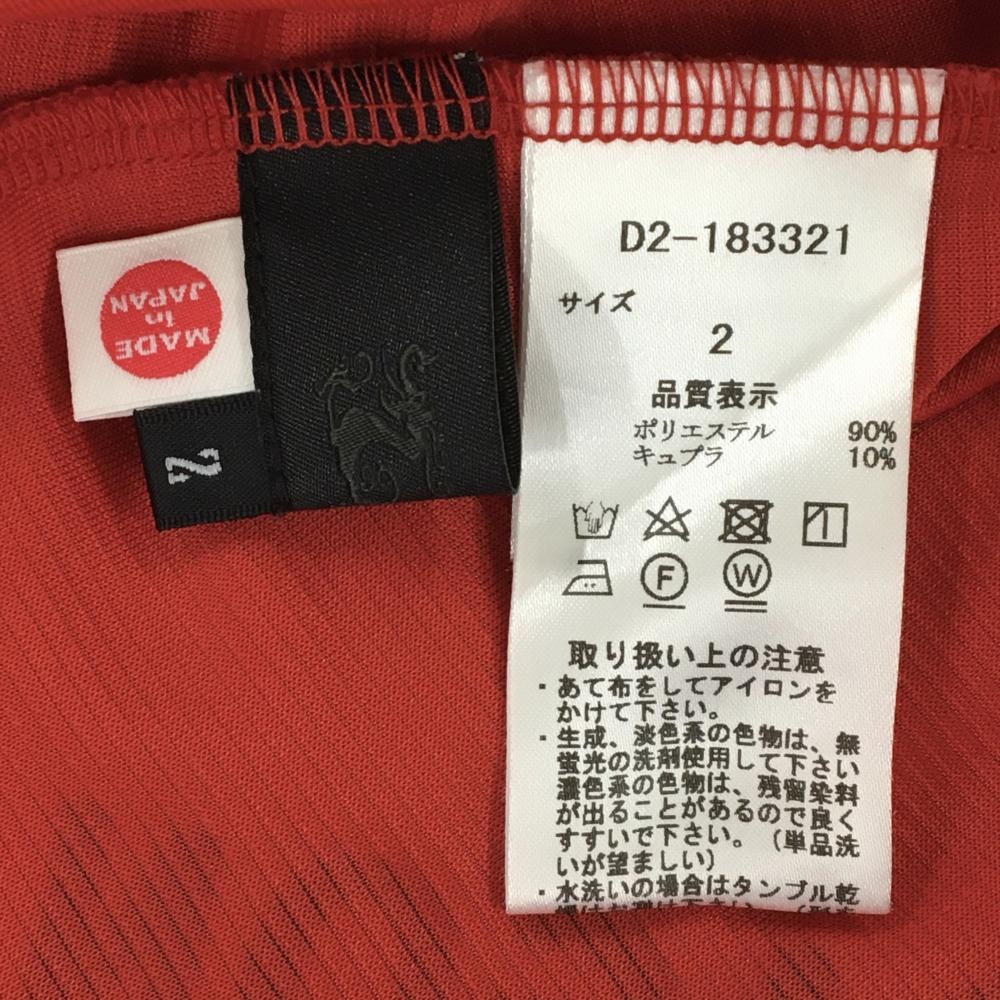 MADE
in
JAPAN
2
D2-183321
サイズ
2
品質表示
ポリエステル 90%
キュプラ 10%
F
W
取り扱い上の注意
・あて布をしてアイロンを
かけて下さい。
・生成、淡色系の色物は、無
蛍光の洗剤使用して下さい
濃色系の色物は、残留染料
が出ることがあるので良く
すすいで下さい。（単品洗
いが望ましい）
・水洗いの場合はタンブル乾